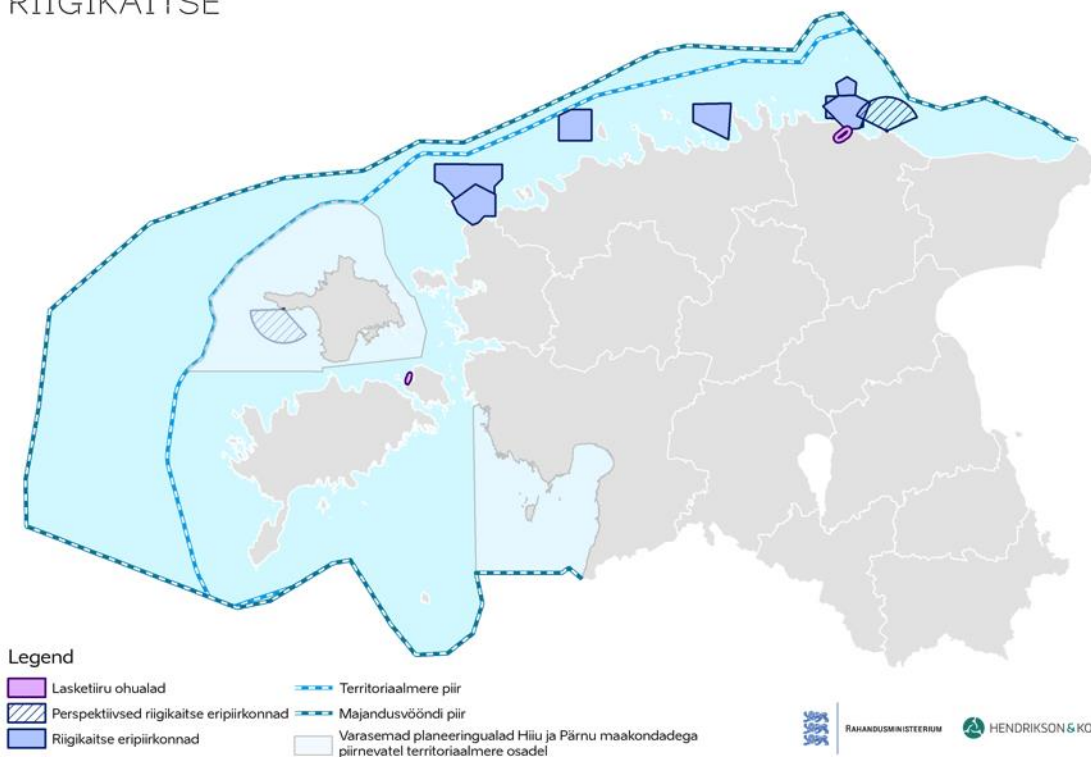 RIIGIKAITSE
Legend
Lasketiiru ohualad
Perspektiivsed riigikaitse eripiirkonnad
Riigikaitse eripiirkonnad
Territoriaalmere piir
Majandusvööndi piir
Varasemad planeeringualad Hiiu ja Pärnu maakondadega
piirnevatel territoriaalmere osadel
RAHANDUSMINISTEERIUM
HENDRIKSON & KO